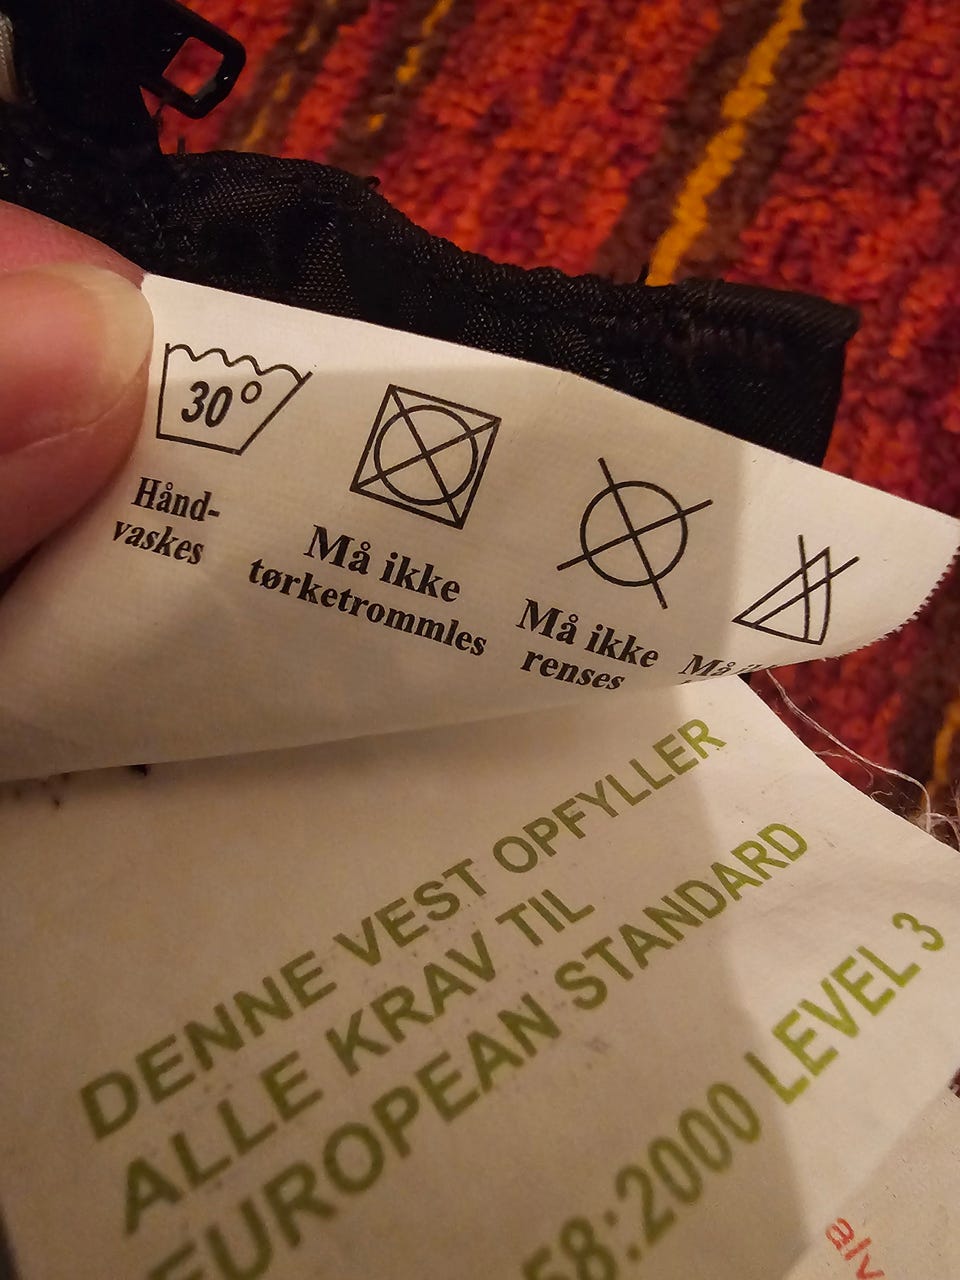 30°
Hånd-
vaskes
Må ikke
tørketrommles
Må ikke
renses
Må
DENNE VEST OPFYLLER
ALLE KRAV TIL
EUROPEAN STANDARD
58:2000 LEVEL 3